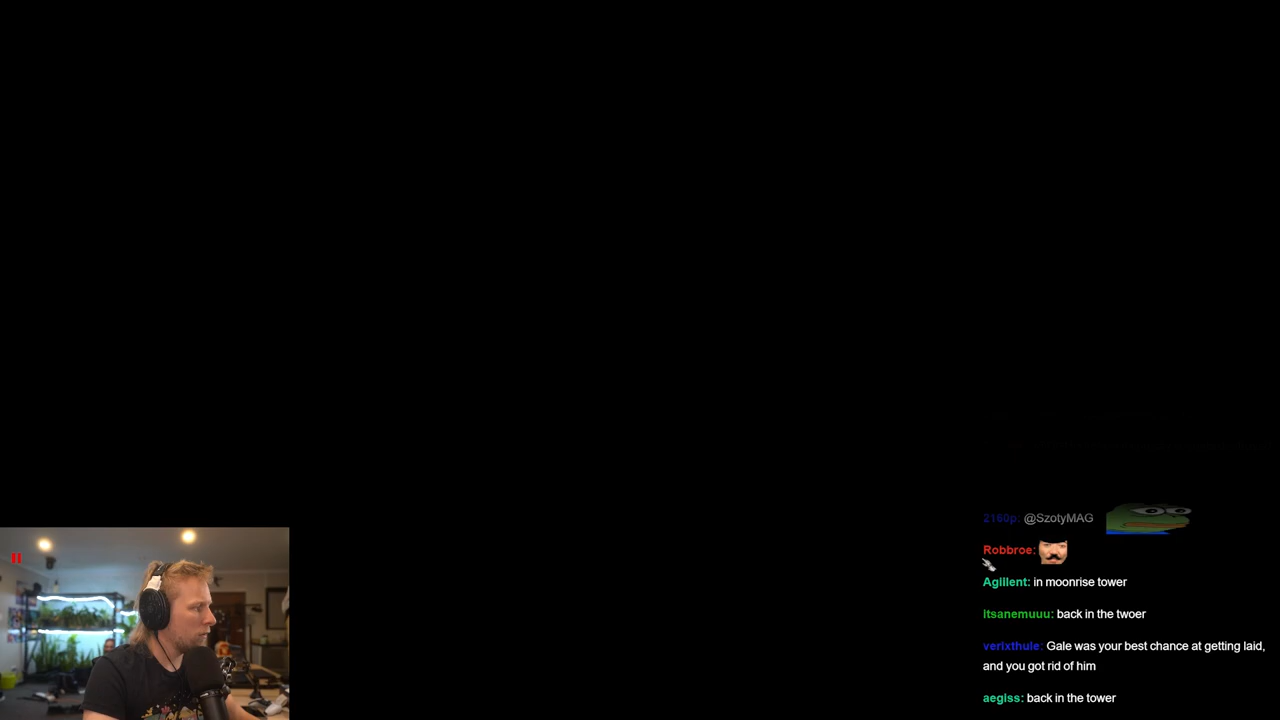 2160p: @SzotyMAG
Robbroe:
Agillent: in moonrise tower
itsanemuuu: back in the twoer
verixthule: Gale was your best chance at getting laid,
and you got rid of him
aegiss: back in the tower